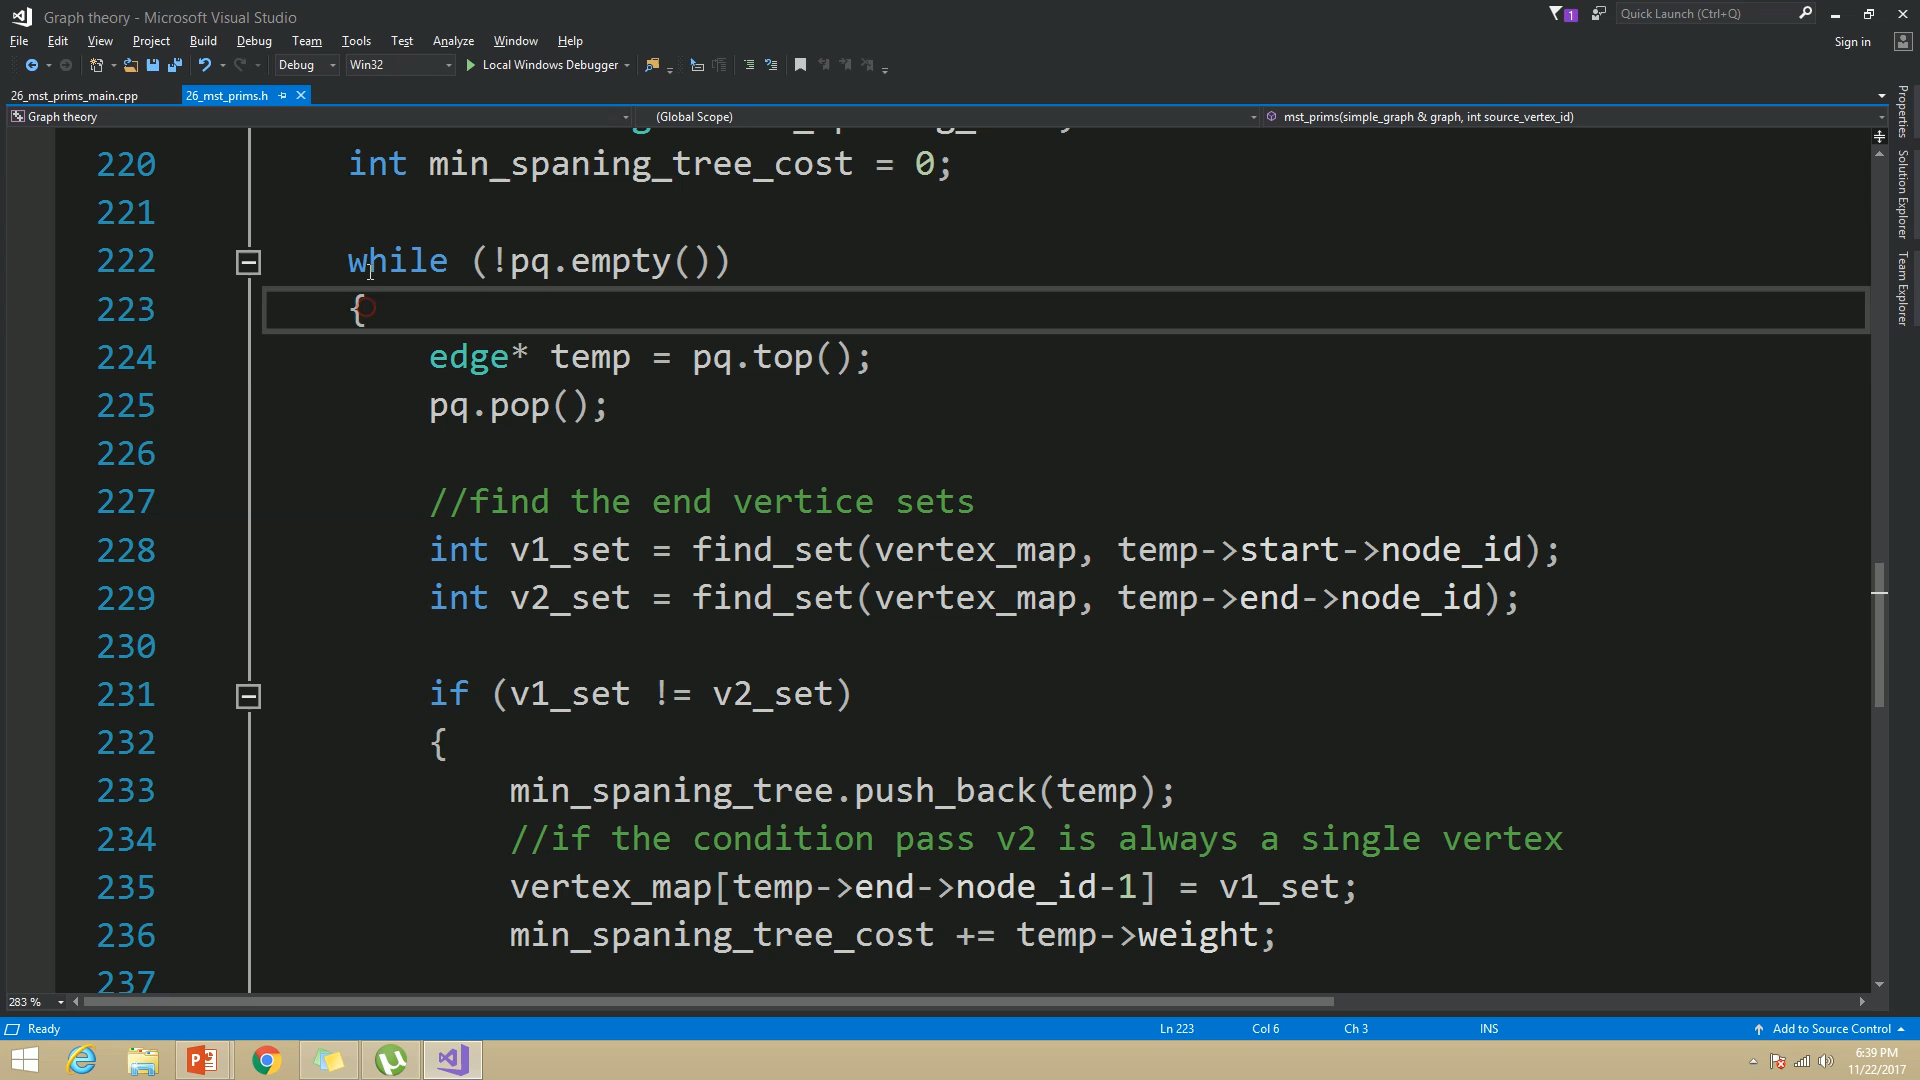 Graph theory - Microsoft Visual Studio
1
Quick Launch (Ctrl+Q)
File Edit View Project Build Debug Team Tools Test Analyze Window Help
Sign in
Debug Win32 Local Windows Debugger
26_mst_prims_main.cpp 26_mst_prims.h
Graph theory (Global Scope) mst_prims(simple_graph & graph, int source_vertex_id)
220 int min_spaning_tree_cost = 0;
221
222 while (!pq.empty())
223 {
224 edge* temp = pq.top();
225 pq.pop();
226
227 //find the end vertice sets
228 int v1_set = find_set(vertex_map, temp->start->node_id);
229 int v2_set = find_set(vertex_map, temp->end->node_id);
230
231 if (v1_set != v2_set)
232 {
233 min_spaning_tree.push_back(temp);
234 //if the condition pass v2 is always a single vertex
235 vertex_map[temp->end->node_id-1] = v1_set;
236 min_spaning_tree_cost += temp->weight;
237
Properties
Solution Explorer
Team Explorer
283 %
Ready Ln 223 Col 6 Ch 3 INS Add to Source Control
6:39 PM
11/22/2017